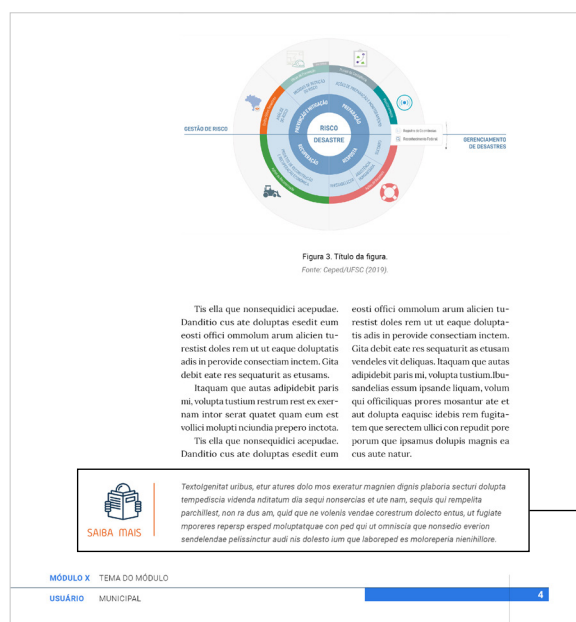 GESTÃO DE RISCO
PREVENÇÃO E MITIGAÇÃO
PREPARAÇÃO
RISCO
DESASTRE
RECUPERAÇÃO
RESPOSTA
GERENCIAMENTO
DE DESASTRES
Figura 3. Título da figura.
Fonte: Ceped/UFSC (2019).
Tis ella que nonsequidici acepudae.
Danditio cus ate doluptas esedit eum
eosti offici ommolum arum alicien tu-
restist doles rem ut ut eaque doluptatis
adis in perovide consectiam inctem. Gita
debit eate res sequaturit as etusams.
Itaquam que autas adipidebit paris
mi, volupta tustium restrum rest ex exer-
nam intor serat quatet quam eum est
vollici molupti nciundia prepero inctota.
Tis ella que nonsequidici acepudae.
Danditio cus ate doluptas esedit eum
eosti offici ommolum arum alicien tu-
restist doles rem ut ut eaque dolupta-
tis adis in perovide consectiam inctem.
Gita debit eate res sequaturit as etusam
vendeles vit deliquas. Itaquam que autas
adipidebit paris mi, volupta tustium.Ibu-
sandelias essum ipsande liquam, volum
qui officiliquas prores mosantur ate et
aut dolupta eaquisc idebis rem fugita-
tem que serectem ullici con repudit pore
porum que ipsamus dolupis magnis ea
cus aute natur.
SAIBA MAIS
Textolgenitat uribus, etur atures dolo mos exeratur magnien dignis plaboria secturi dolupta
tempediscia videnda nditatum dia sequi nonsercias et ute nam, sequis qui rempelita
parchillest, non ra dus am, quid que ne volenis vendae corestrum dolecto entus, ut fugiate
mporeres repersp ersped moluptatquae con ped qui ut omniscia que nonsedio everion
sendelendae pelissinctur audi nis dolesto ium que laboreped es moloreperia nienihillore.
MÓDULO X TEMA DO MÓDULO
USUÁRIO MUNICIPAL
4